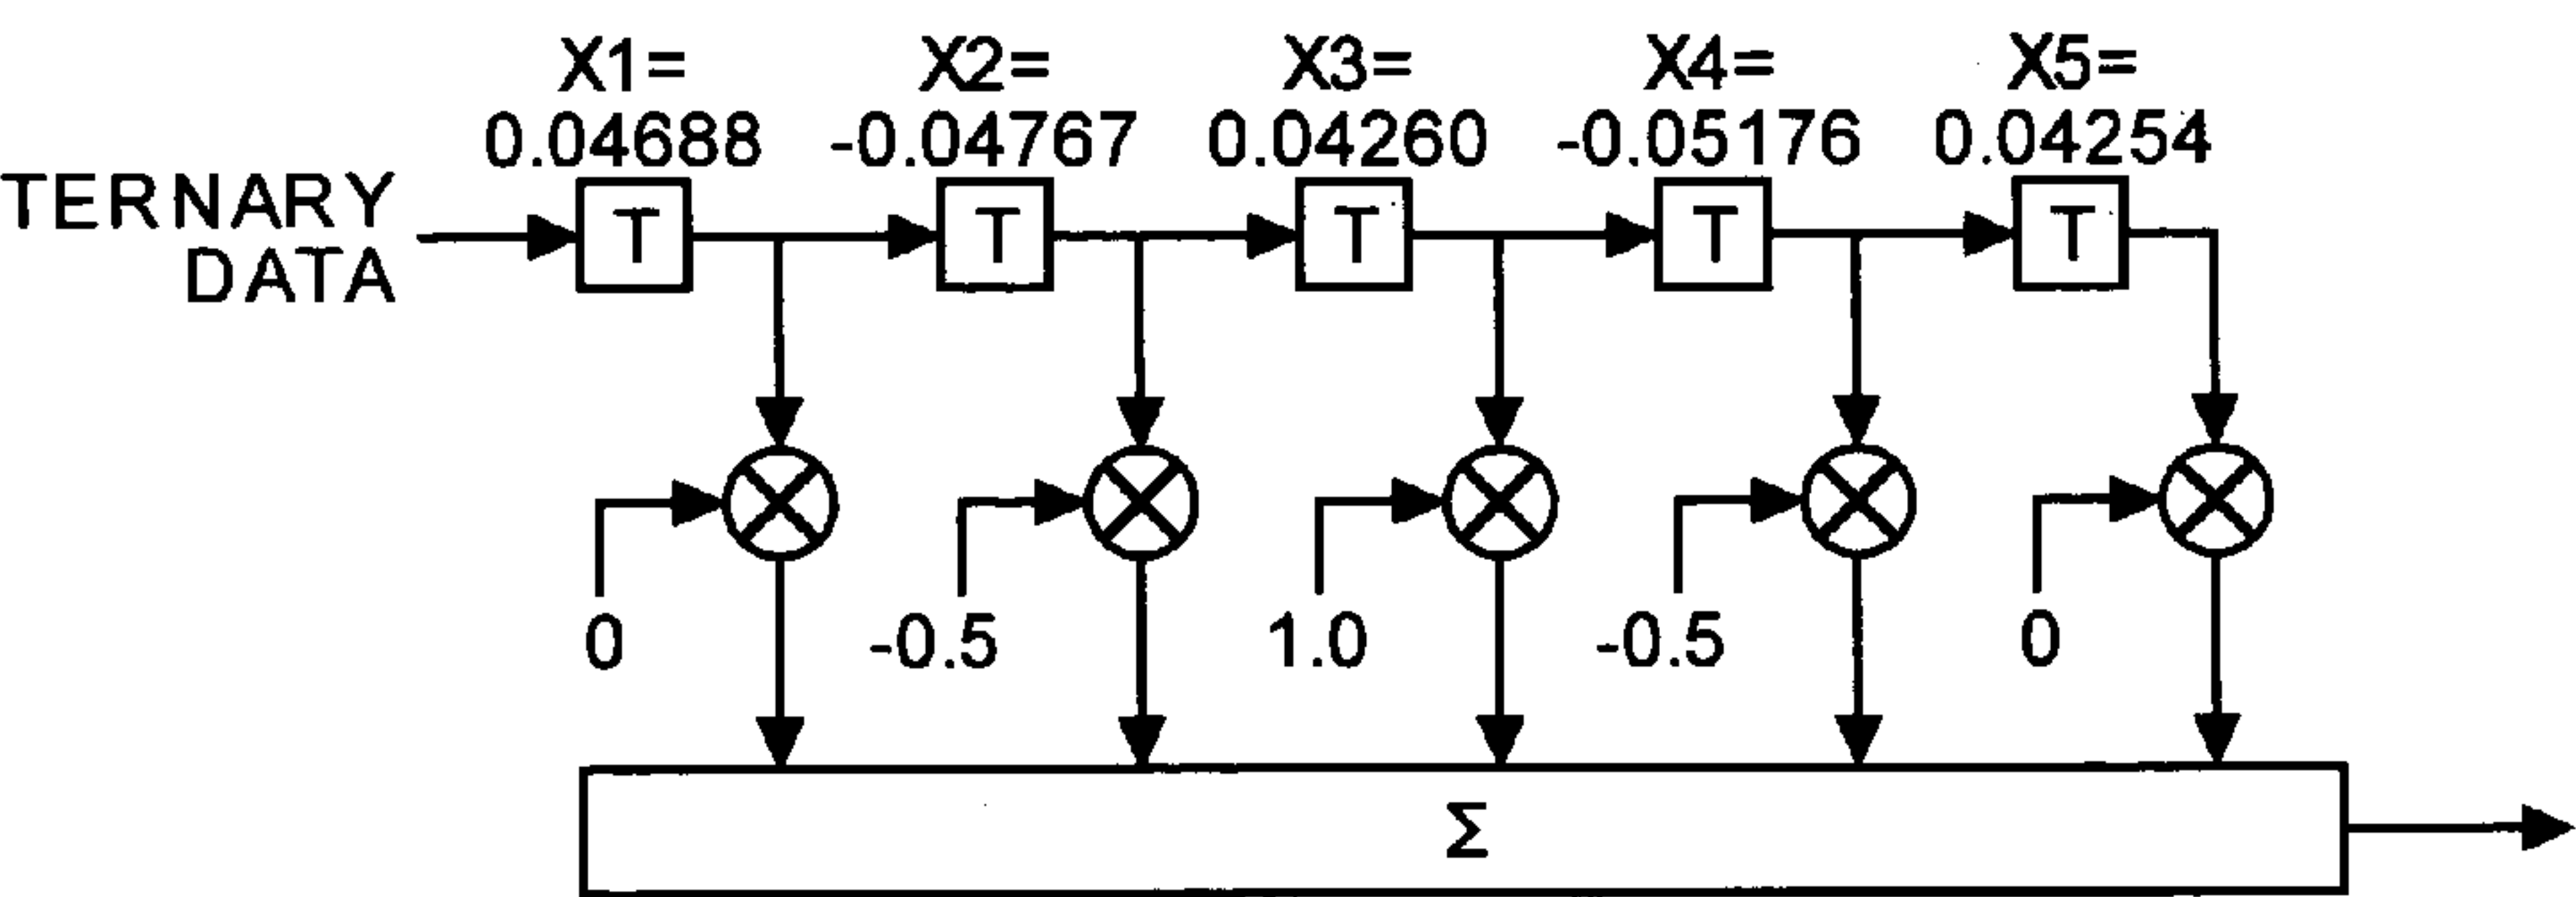 X1= X2= X3= X4= X5=
0.04688 -0.04767 0.04260 -0.05176 0.04254
TERNARY
DATA
T T T T T
0 -0.5 1.0 -0.5 0
Σ